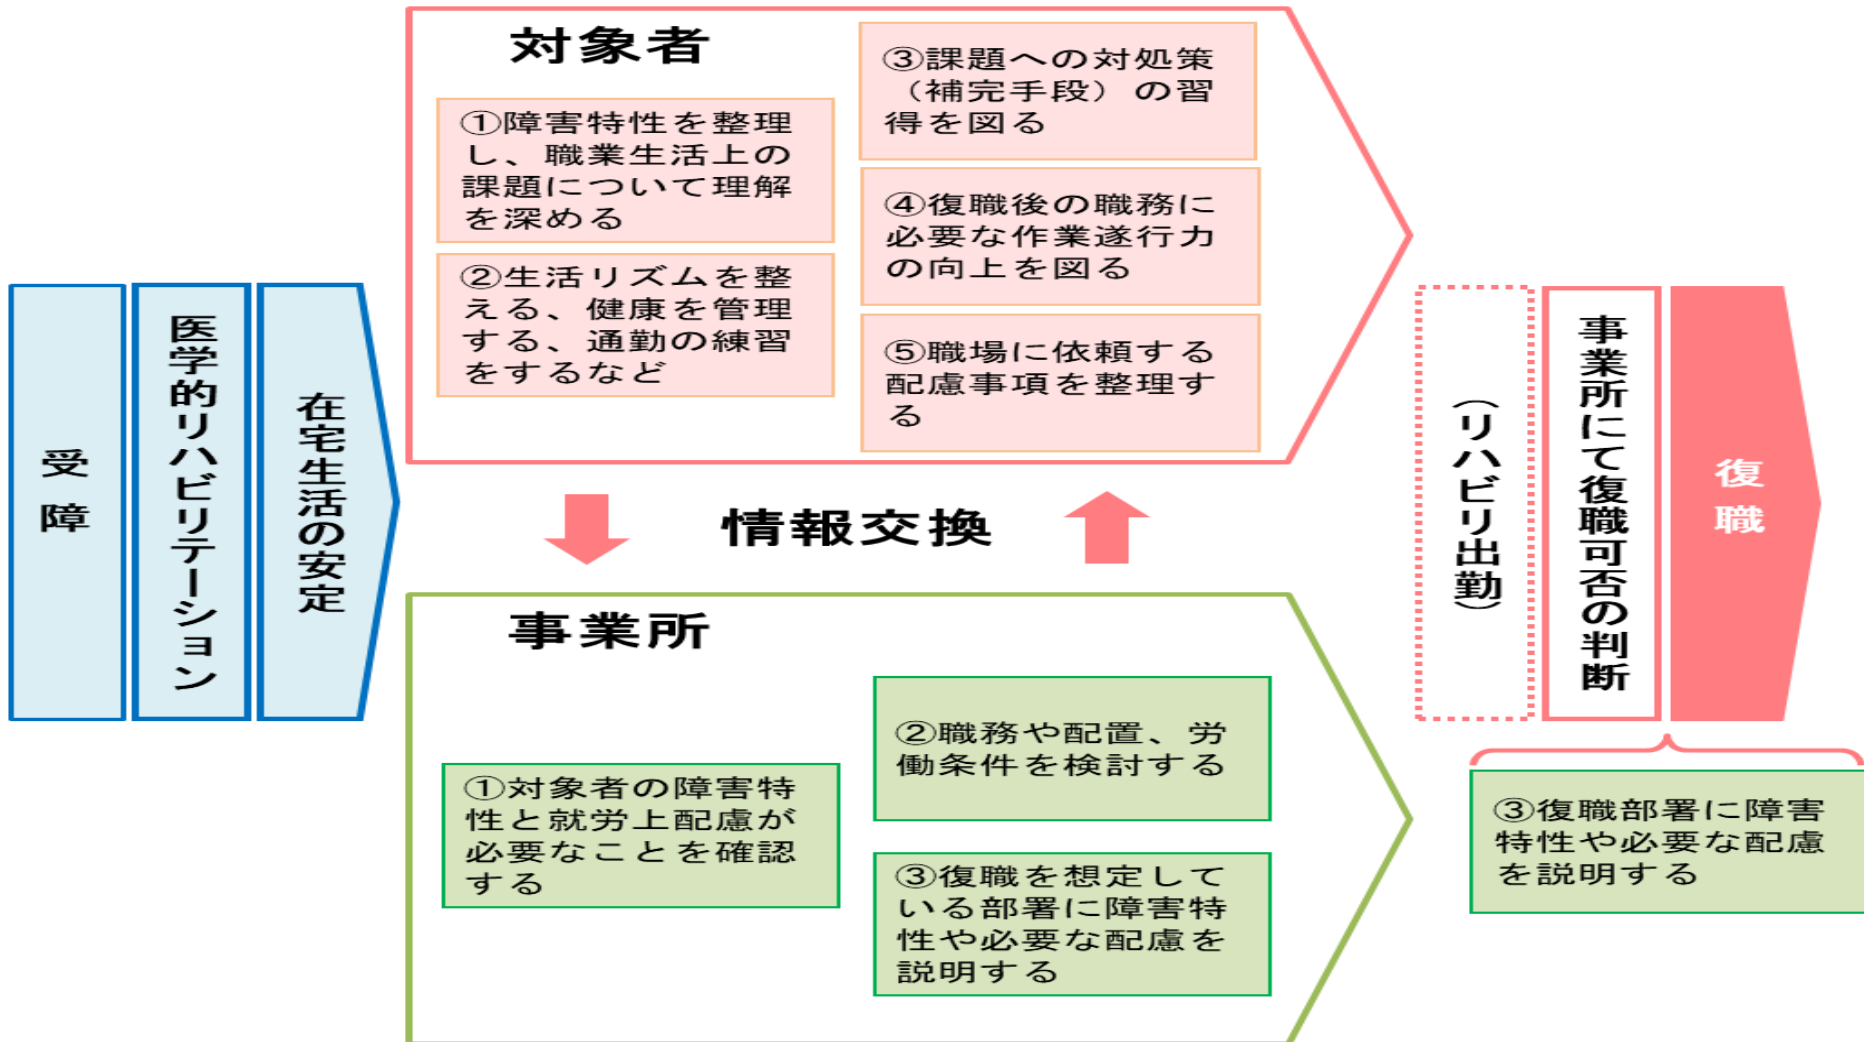 受障
医学的リハビリテーション
在宅生活の安定
対象者
①障害特性を整理
し、職業生活上の
課題について理解
を深める
②生活リズムを整
える、健康を管理
する、通勤の練習
をするなど
③課題への対処策
（補完手段）の習
得を図る
④復職後の職務に
必要な作業遂行力
の向上を図る
⑤職場に依頼する
配慮事項を整理す
る
情報交換
事業所
①対象者の障害特
性と就労上配慮が
必要なことを確認
する
②職務や配置、労
働条件を検討する
③復職を想定して
いる部署に障害特
性や必要な配慮を
説明する
（リハビリ出勤）
事業所にて復職可否の判断
復職
③復職部署に障害
特性や必要な配慮
を説明する